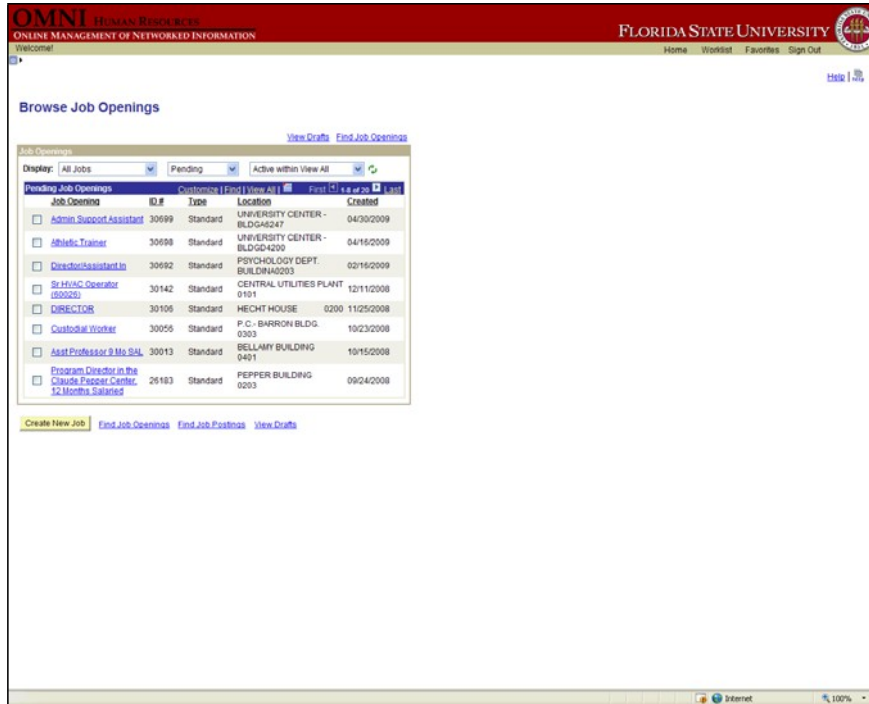 OMNI HUMAN RESOURCES
ONLINE MANAGEMENT OF NETWORKED INFORMATION
FLORIDA STATE UNIVERSITY
Welcome!
Home Worklist Favorites Sign Out
Help
Browse Job Openings
View Drafts Find Job Openings
Job Openings
Display: All Jobs Pending Active within View All
Pending Job Openings Customize | Find | View All | First 1-8 of 20 Last
Job Opening ID # Type Location Created
Admin Support Assistant 30699 Standard UNIVERSITY CENTER - BLDGA6247 04/30/2009
Athletic Trainer 30698 Standard UNIVERSITY CENTER - BLDGD4200 04/16/2009
Director/Assistant In 30692 Standard PSYCHOLOGY DEPT. BUILDINA0203 02/16/2009
Sr HVAC Operator (60026) 30142 Standard CENTRAL UTILITIES PLANT 0101 12/11/2008
DIRECTOR 30106 Standard HECHT HOUSE 0200 11/25/2008
Custodial Worker 30056 Standard P.C.- BARRON BLDG. 0303 10/23/2008
Asst Professor 9 Mo SAL 30013 Standard BELLAMY BUILDING 0401 10/15/2008
Program Director in the Claude Pepper Center, 12 Months Salaried 26183 Standard PEPPER BUILDING 0203 09/24/2008
Create New Job Find Job Openings Find Job Postings View Drafts
Internet 100%